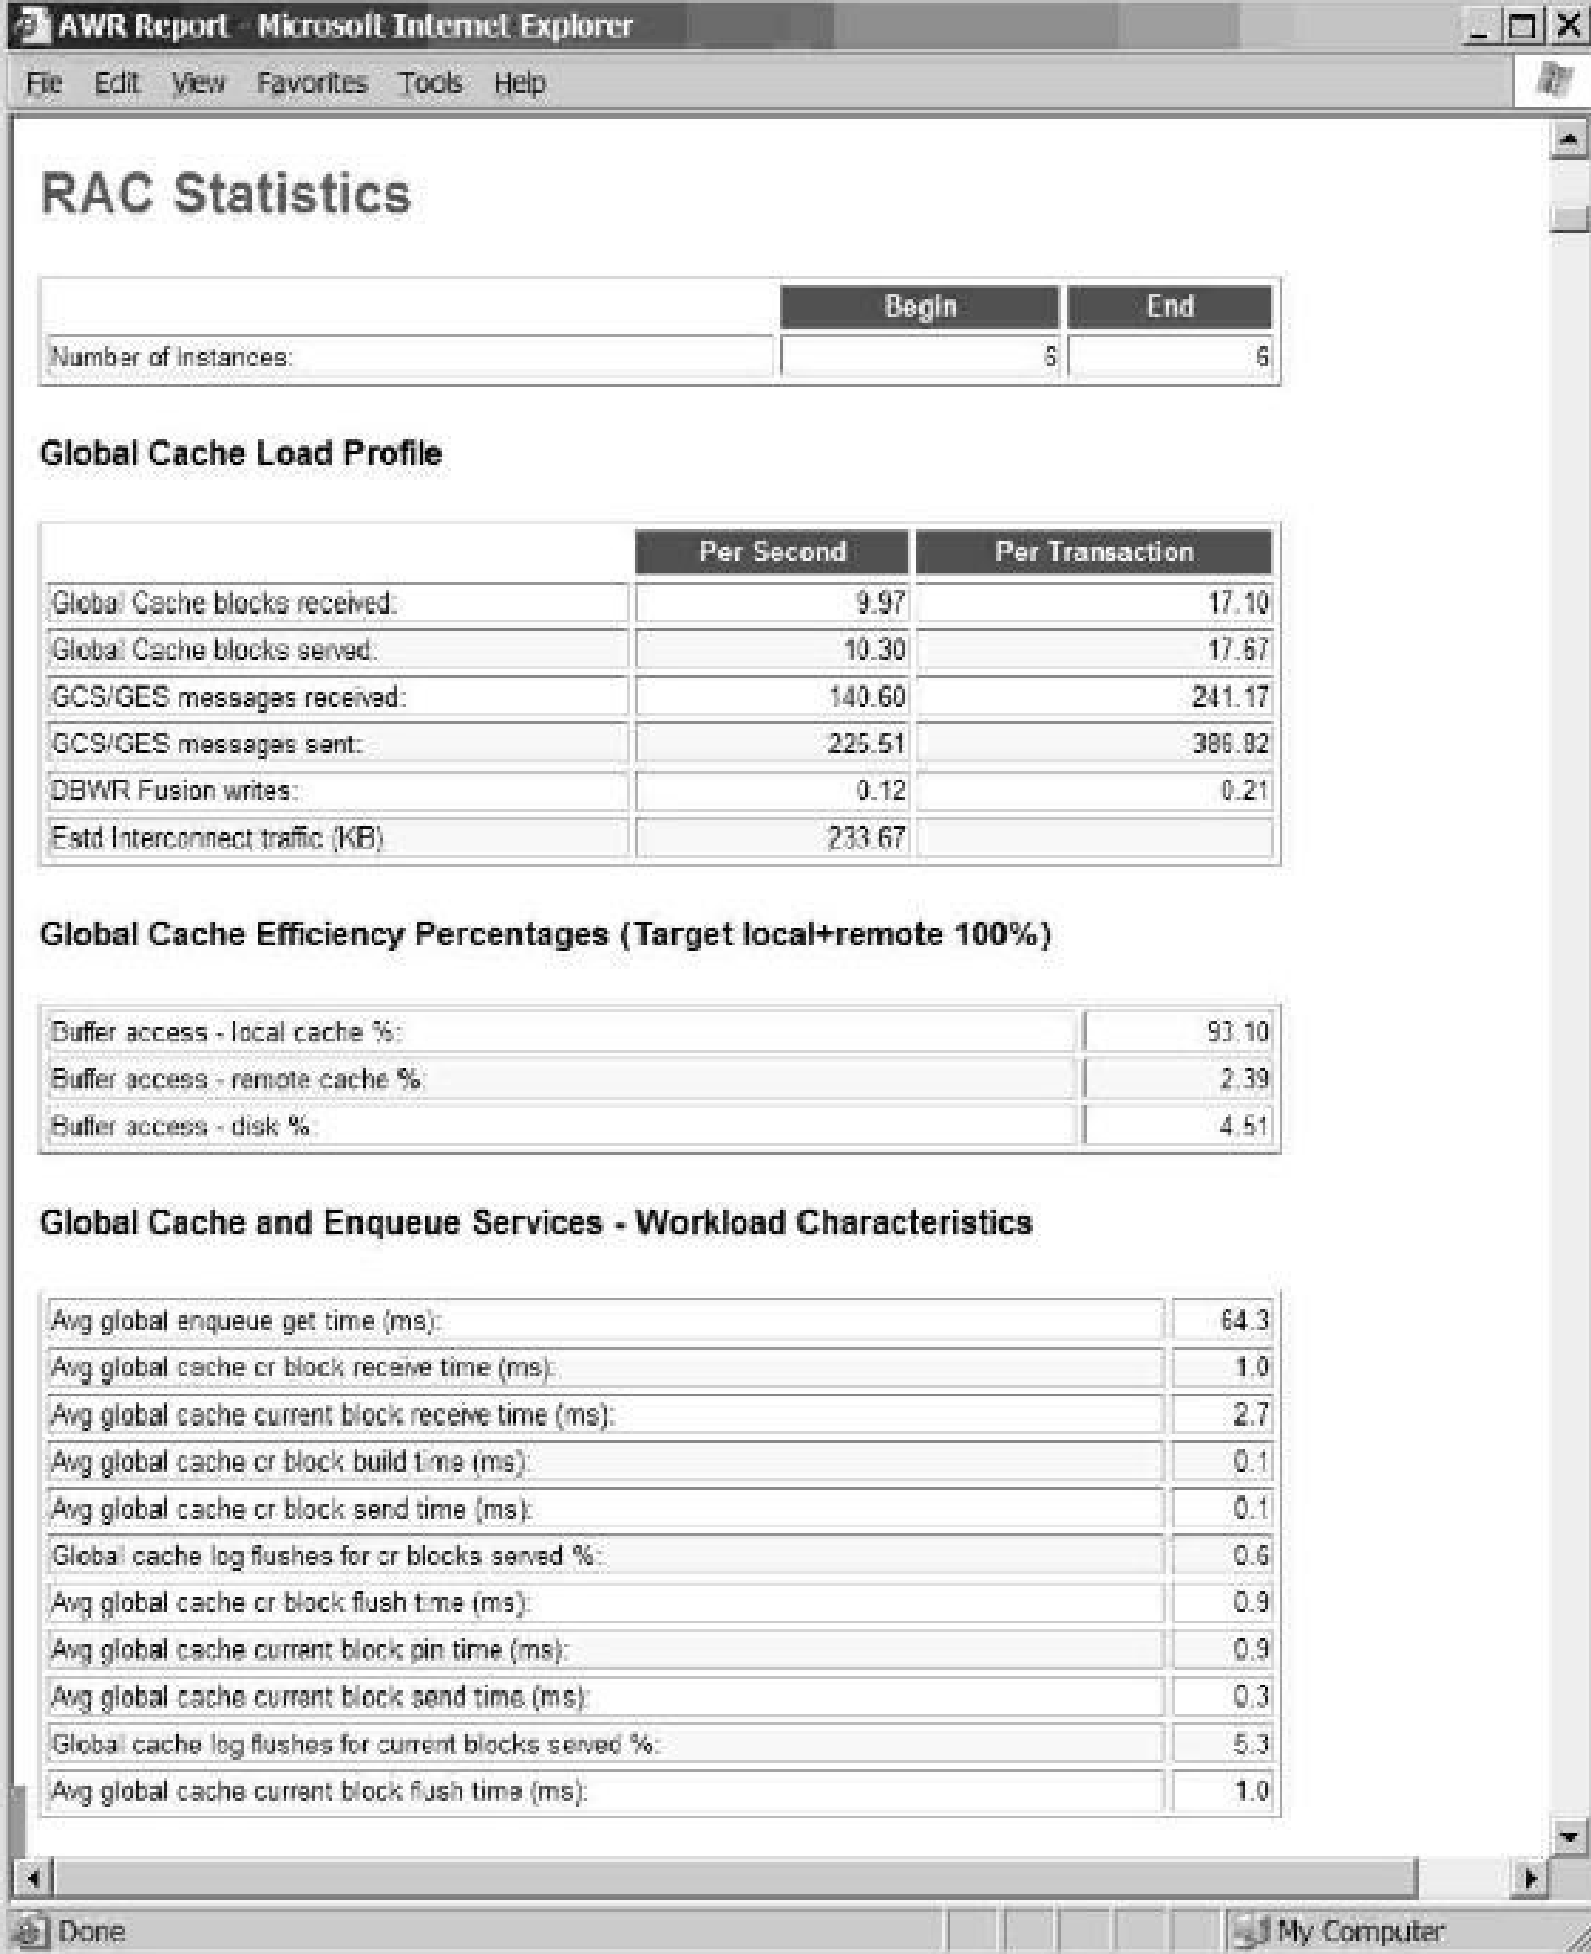 AWR Report - Microsoft Internet Explorer
File Edit View Favorites Tools Help
RAC Statistics
Begin End
Number of Instances: 6 6
Global Cache Load Profile
Per Second Per Transaction
Global Cache blocks received: 9.97 17.10
Global Cache blocks served: 10.30 17.67
GCS/GES messages received: 140.60 241.17
GCS/GES messages sent: 225.51 386.82
DBWR Fusion writes: 0.12 0.21
Estd Interconnect traffic (KB) 233.67
Global Cache Efficiency Percentages (Target local+remote 100%)
Buffer access - local cache %: 93.10
Buffer access - remote cache %: 2.39
Buffer access - disk %: 4.51
Global Cache and Enqueue Services - Workload Characteristics
Avg global enqueue get time (ms): 64.3
Avg global cache cr block receive time (ms): 1.0
Avg global cache current block receive time (ms): 2.7
Avg global cache cr block build time (ms): 0.1
Avg global cache cr block send time (ms): 0.1
Global cache log flushes for cr blocks served %: 0.6
Avg global cache cr block flush time (ms): 0.9
Avg global cache current block pin time (ms): 0.9
Avg global cache current block send time (ms): 0.3
Global cache log flushes for current blocks served %: 5.3
Avg global cache current block flush time (ms): 1.0
Done My Computer